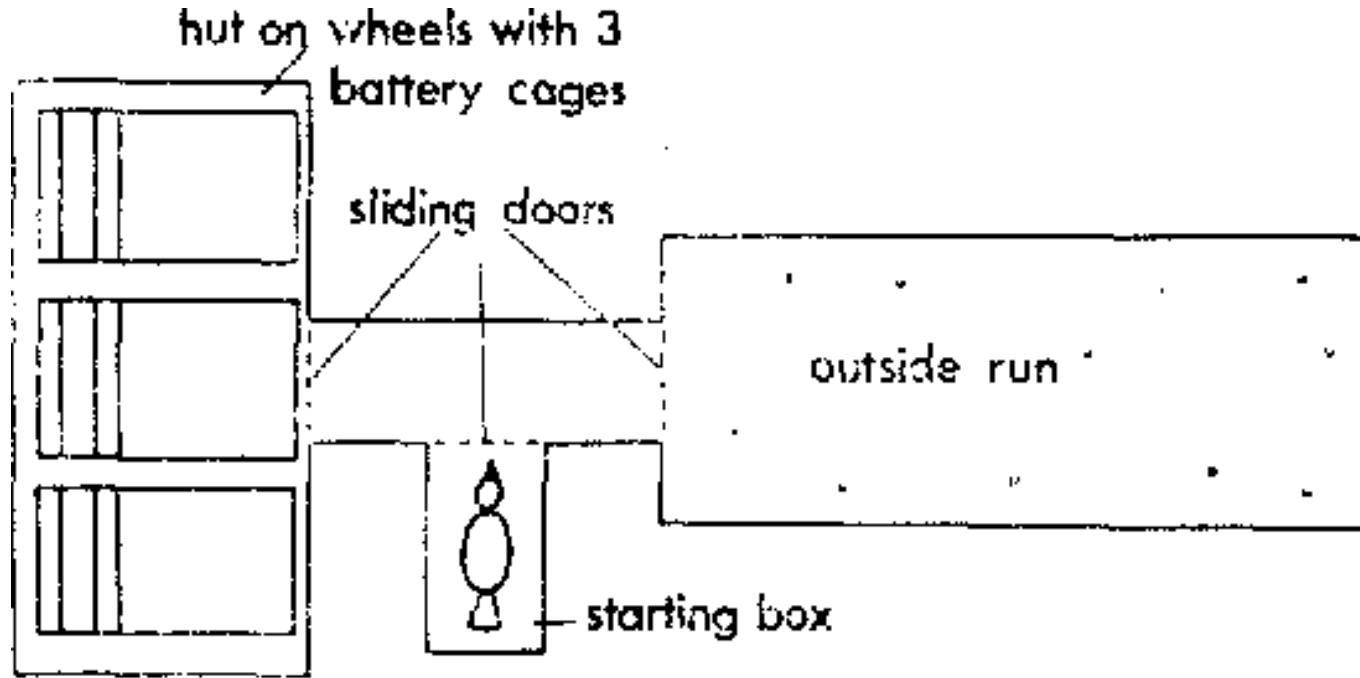 hut on wheels with 3
battery cages
sliding doors
outside run
starting box